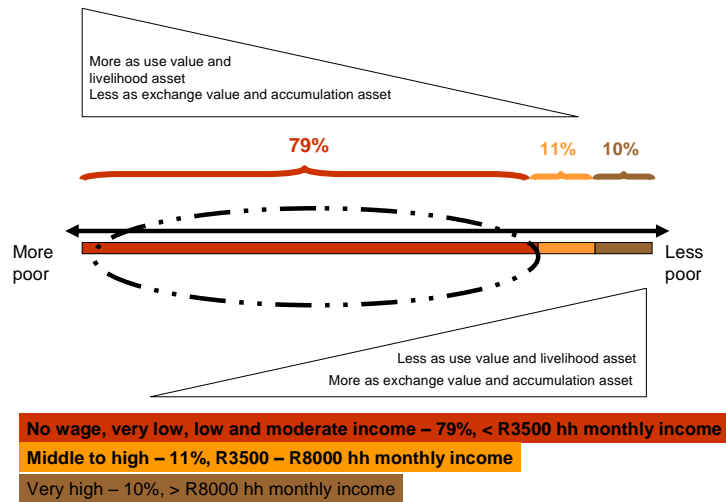 More as use value and
livelihood asset
Less as exchange value and accumulation asset
79%
11%
10%
More
poor
Less
poor
Less as use value and livelihood asset
More as exchange value and accumulation asset
No wage, very low, low and moderate income – 79%, < R3500 hh monthly income
Middle to high – 11%, R3500 – R8000 hh monthly income
Very high – 10%, > R8000 hh monthly income